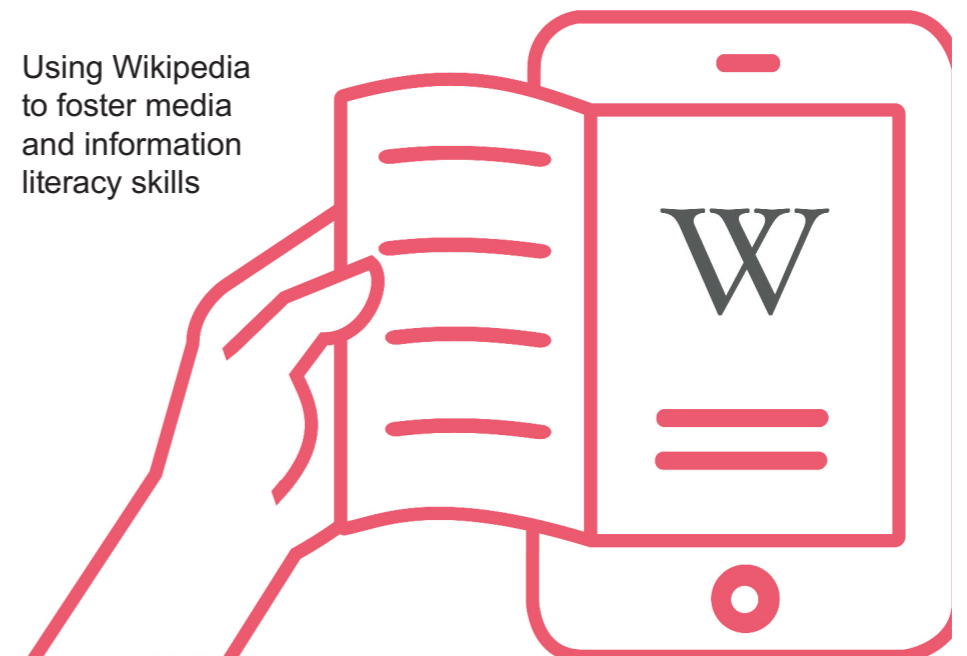 Using Wikipedia
to foster media
and information
literacy skills
W